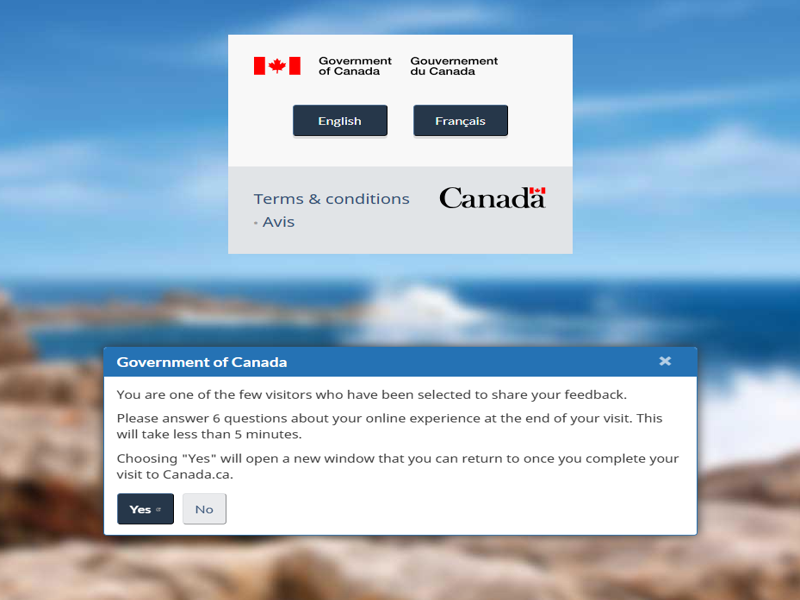 Government of Canada
Gouvernement du Canada
English
Français
Terms & conditions
• Avis
Canada
Government of Canada
You are one of the few visitors who have been selected to share your feedback.
Please answer 6 questions about your online experience at the end of your visit. This
will take less than 5 minutes.
Choosing "Yes" will open a new window that you can return to once you complete your
visit to Canada.ca.
Yes
No